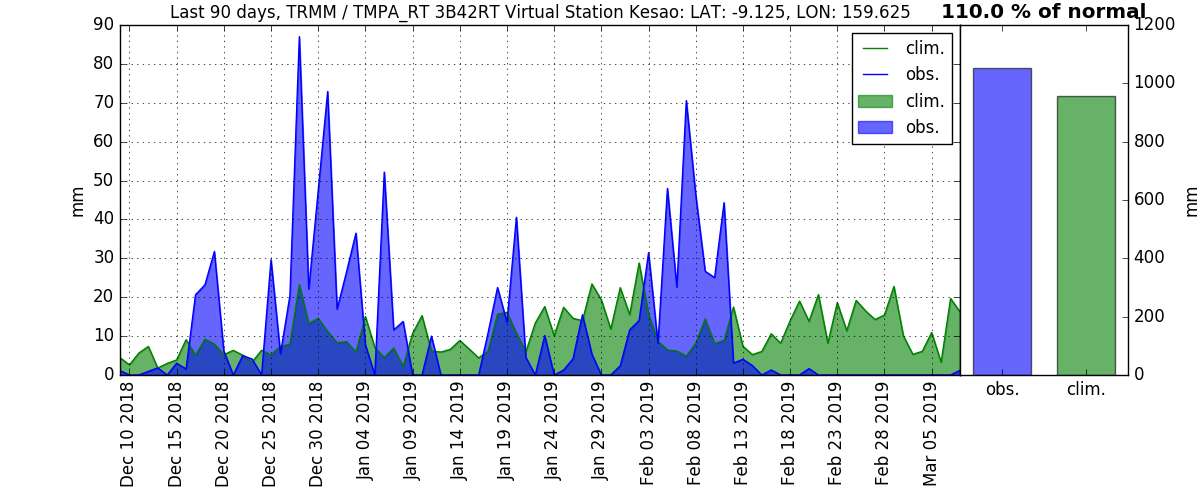 Last 90 days, TRMM / TMPA_RT 3B42RT Virtual Station Kesao: LAT: -9.125, LON: 159.625
110.0 % of normal
90
80
70
60
50
40
30
20
10
0
mm
clim.
obs.
clim.
obs.
Dec 10 2018
Dec 15 2018
Dec 20 2018
Dec 25 2018
Dec 30 2018
Jan 04 2019
Jan 09 2019
Jan 14 2019
Jan 19 2019
Jan 24 2019
Jan 29 2019
Feb 03 2019
Feb 08 2019
Feb 13 2019
Feb 18 2019
Feb 23 2019
Feb 28 2019
Mar 05 2019
1200
1000
800
600
400
200
0
mm
obs.
clim.